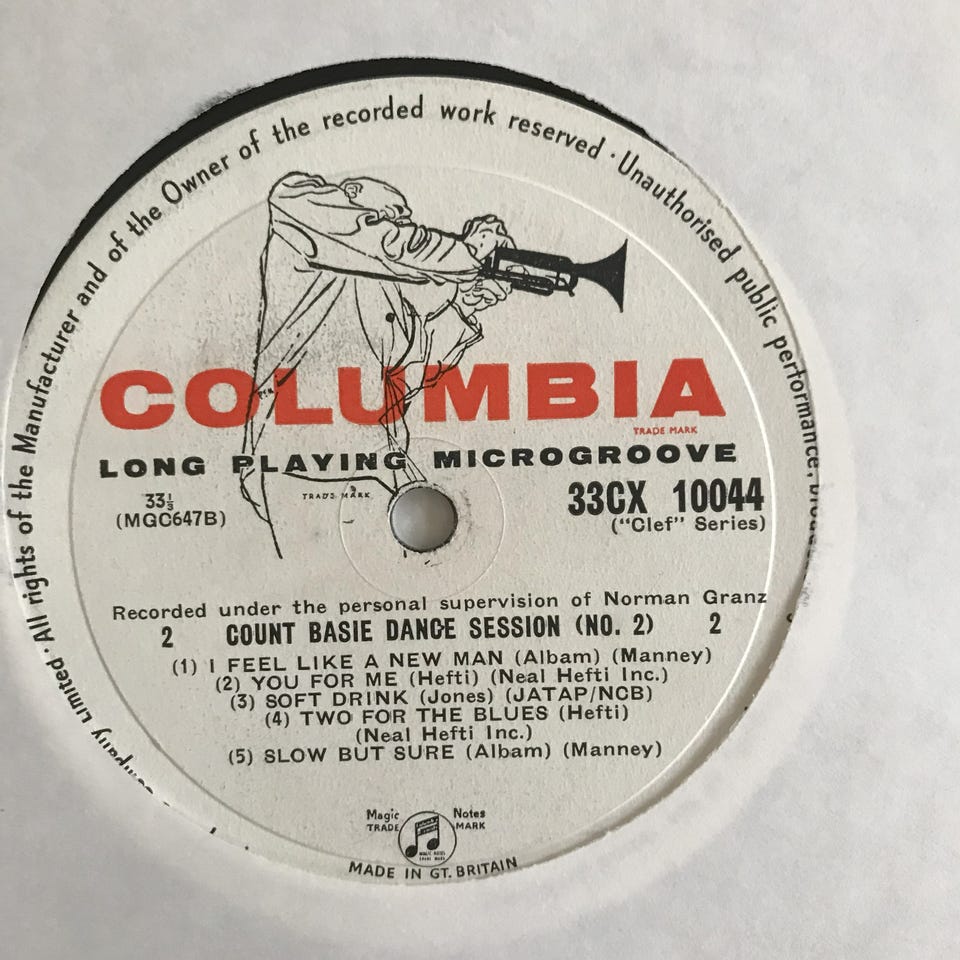 Company Limited · All rights of the Manufacturer and of the Owner of the recorded work reserved · Unauthorised public performance,
COLUMBIA
TRADE MARK
LONG PLAYING MICROGROOVE
TRADE MARK
33⅓
(MGC647B)
33CX 10044
("Clef" Series)
Recorded under the personal supervision of Norman Granz
2 COUNT BASIE DANCE SESSION (NO. 2) 2
(1) I FEEL LIKE A NEW MAN (Albam) (Manney)
(2) YOU FOR ME (Hefti) (Neal Hefti Inc.)
(3) SOFT DRINK (Jones) (JATAP/NCB)
(4) TWO FOR THE BLUES (Hefti)
(Neal Hefti Inc.)
(5) SLOW BUT SURE (Albam) (Manney)
Magic Notes
TRADE MARK
MADE IN GT. BRITAIN